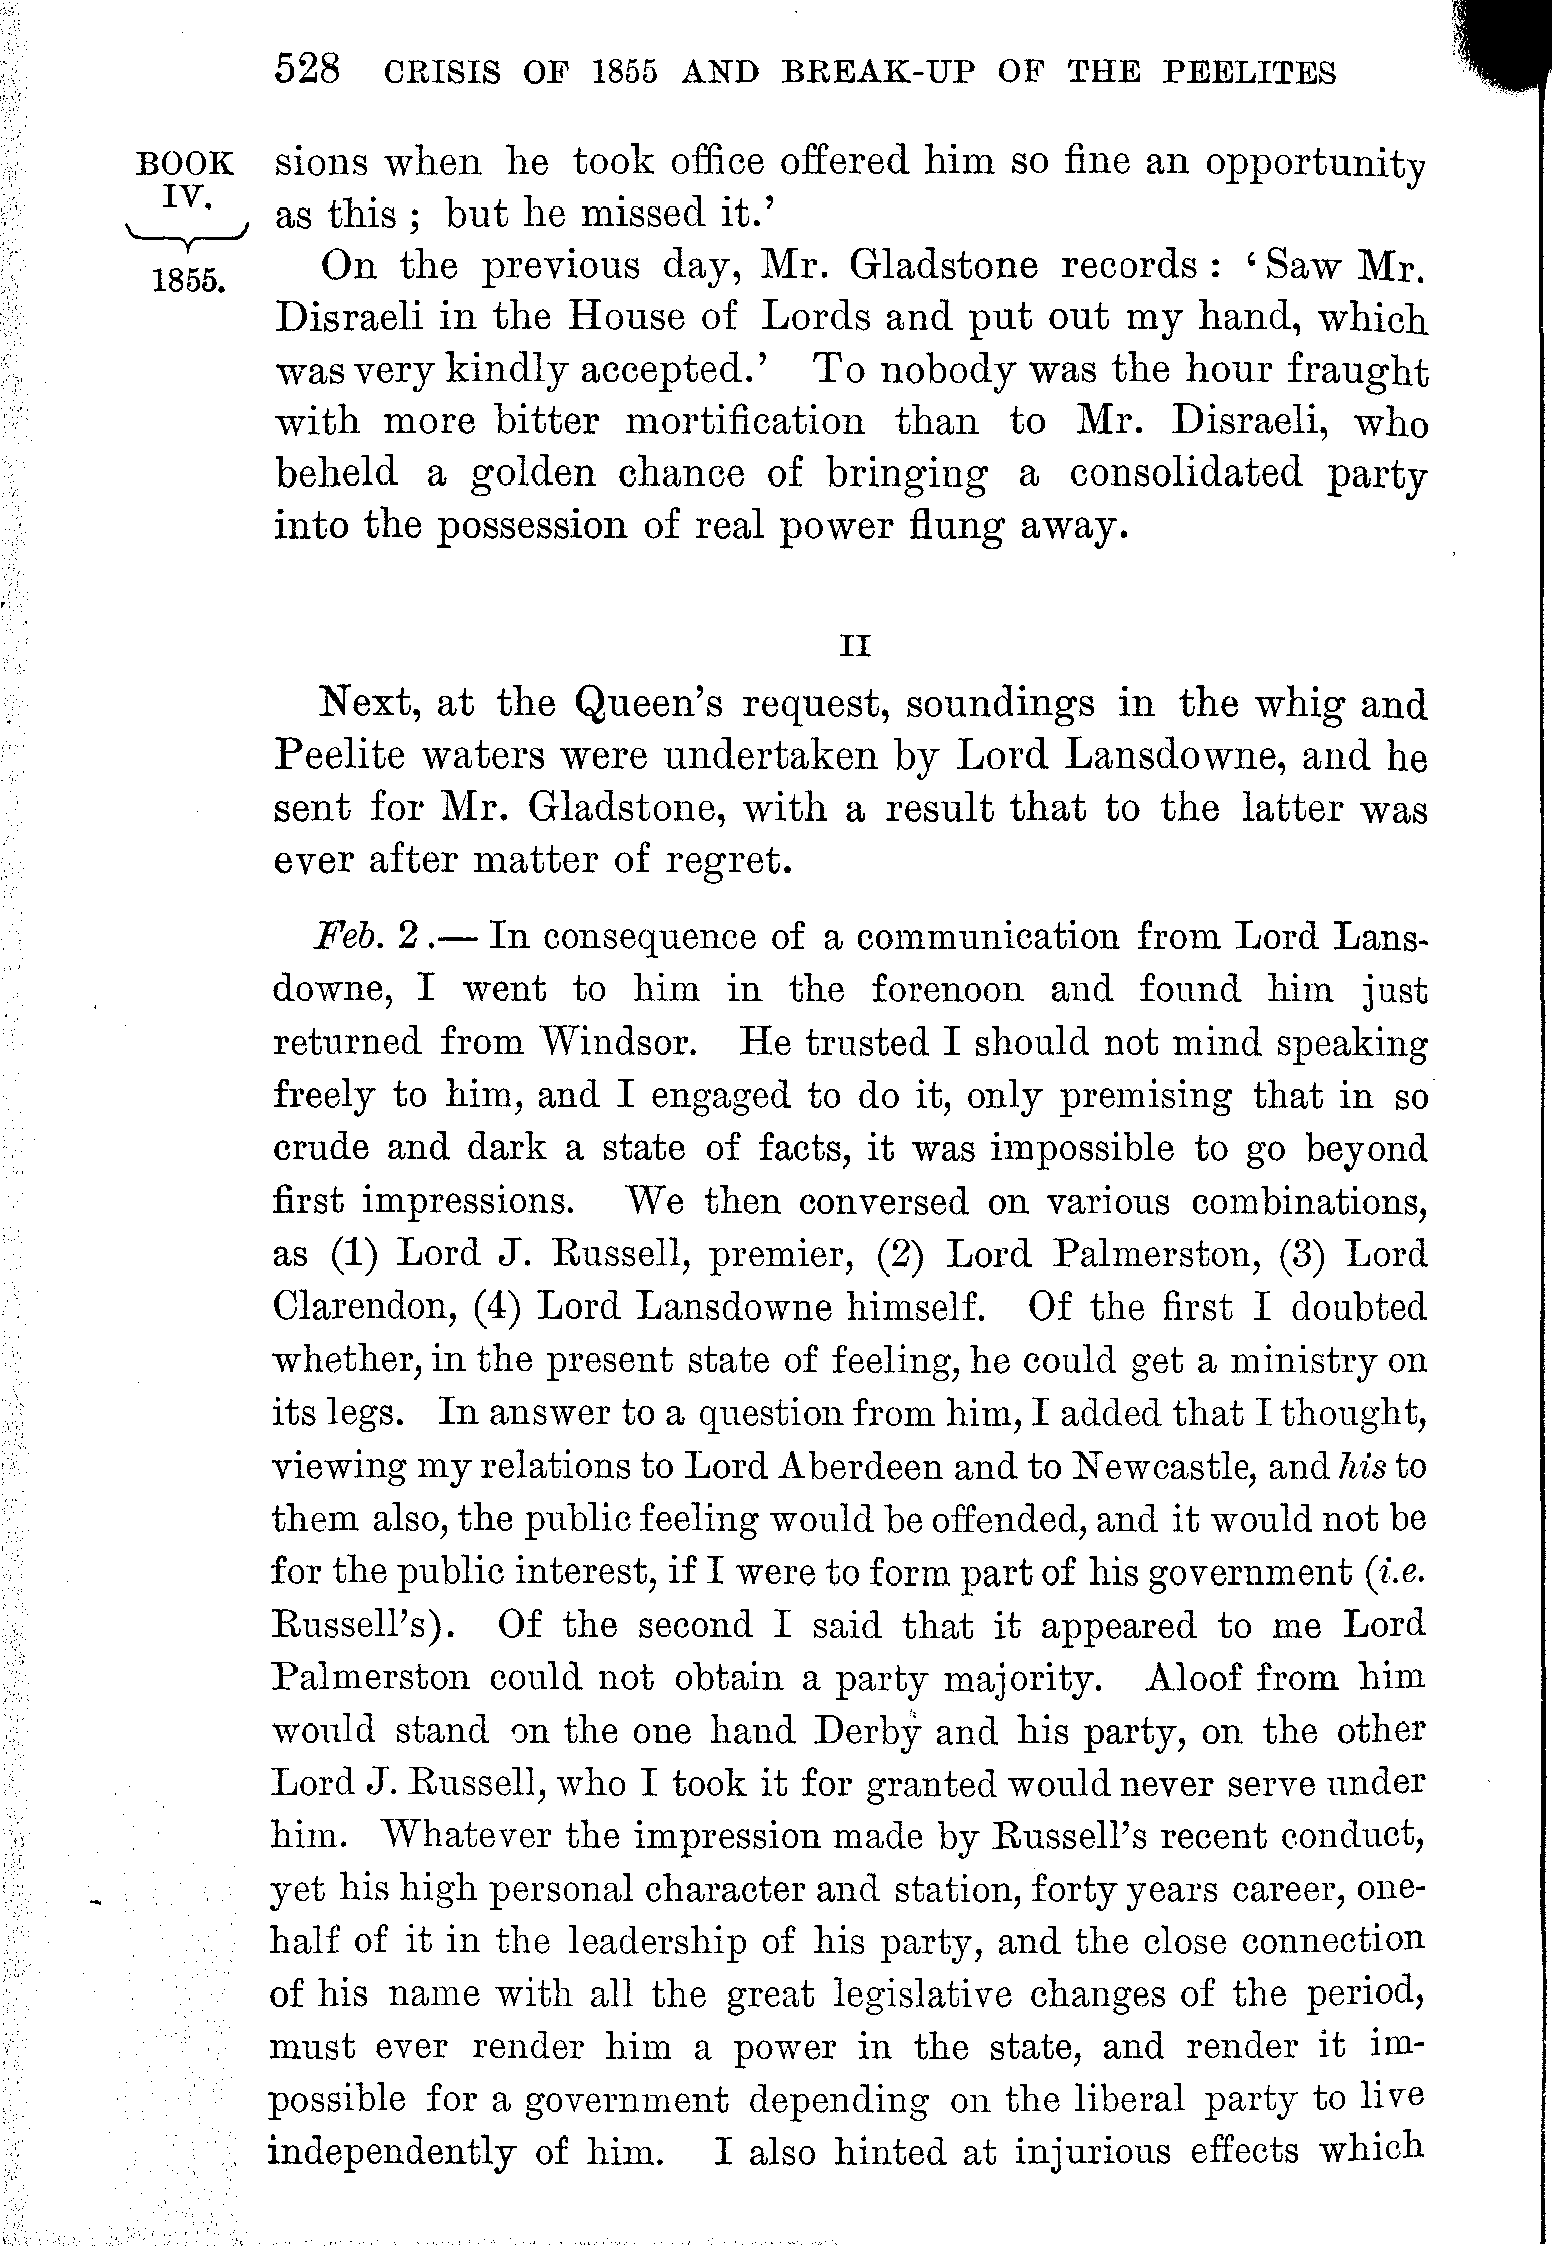 528 CRISIS OF 1855 AND BREAK-UP OF THE PEELITES
BOOK
IV.
1855.
sions when he took office offered him so fine an opportunity
as this ; but he missed it.’
On the previous day, Mr. Gladstone records : ‘ Saw Mr.
Disraeli in the House of Lords and put out my hand, which
was very kindly accepted.’ To nobody was the hour fraught
with more bitter mortification than to Mr. Disraeli, who
beheld a golden chance of bringing a consolidated party
into the possession of real power flung away.
II
Next, at the Queen’s request, soundings in the whig and
Peelite waters were undertaken by Lord Lansdowne, and he
sent for Mr. Gladstone, with a result that to the latter was
ever after matter of regret.
Feb. 2.— In consequence of a communication from Lord Lans-
downe, I went to him in the forenoon and found him just
returned from Windsor. He trusted I should not mind speaking
freely to him, and I engaged to do it, only premising that in so
crude and dark a state of facts, it was impossible to go beyond
first impressions. We then conversed on various combinations,
as (1) Lord J. Russell, premier, (2) Lord Palmerston, (3) Lord
Clarendon, (4) Lord Lansdowne himself. Of the first I doubted
whether, in the present state of feeling, he could get a ministry on
its legs. In answer to a question from him, I added that I thought,
viewing my relations to Lord Aberdeen and to Newcastle, and his to
them also, the public feeling would be offended, and it would not be
for the public interest, if I were to form part of his government (i.e.
Russell’s). Of the second I said that it appeared to me Lord
Palmerston could not obtain a party majority. Aloof from him
would stand on the one hand Derby and his party, on the other
Lord J. Russell, who I took it for granted would never serve under
him. Whatever the impression made by Russell’s recent conduct,
yet his high personal character and station, forty years career, one-
half of it in the leadership of his party, and the close connection
of his name with all the great legislative changes of the period,
must ever render him a power in the state, and render it im-
possible for a government depending on the liberal party to live
independently of him. I also hinted at injurious effects which